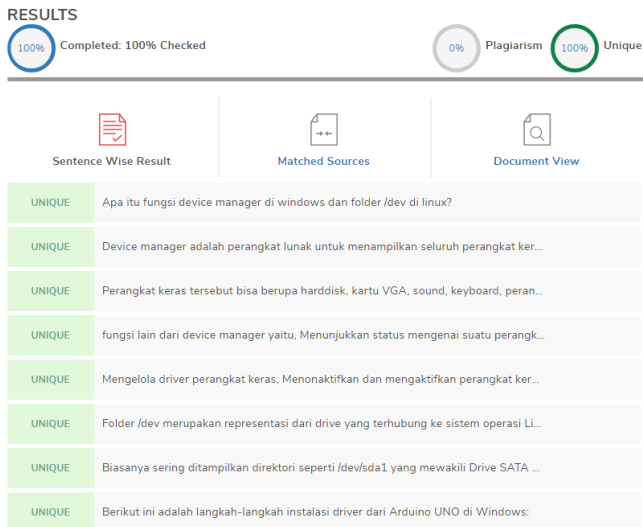 RESULTS
100% Completed: 100% Checked 0% Plagiarism 100% Unique
Sentence Wise Result Matched Sources Document View
UNIQUE Apa itu fungsi device manager di windows dan folder /dev di linux?
UNIQUE Device manager adalah perangkat lunak untuk menampilkan seluruh perangkat ker...
UNIQUE Perangkat keras tersebut bisa berupa harddisk, kartu VGA, sound, keyboard, peran...
UNIQUE fungsi lain dari device manager yaitu, Menunjukkan status mengenai suatu perangk...
UNIQUE Mengelola driver perangkat keras, Menonaktifkan dan mengaktifkan perangkat ker...
UNIQUE Folder /dev merupakan representasi dari drive yang terhubung ke sistem operasi Li...
UNIQUE Biasanya sering ditampilkan direktori seperti /dev/sda1 yang mewakili Drive SATA ...
UNIQUE Berikut ini adalah langkah-langkah instalasi driver dari Arduino UNO di Windows: